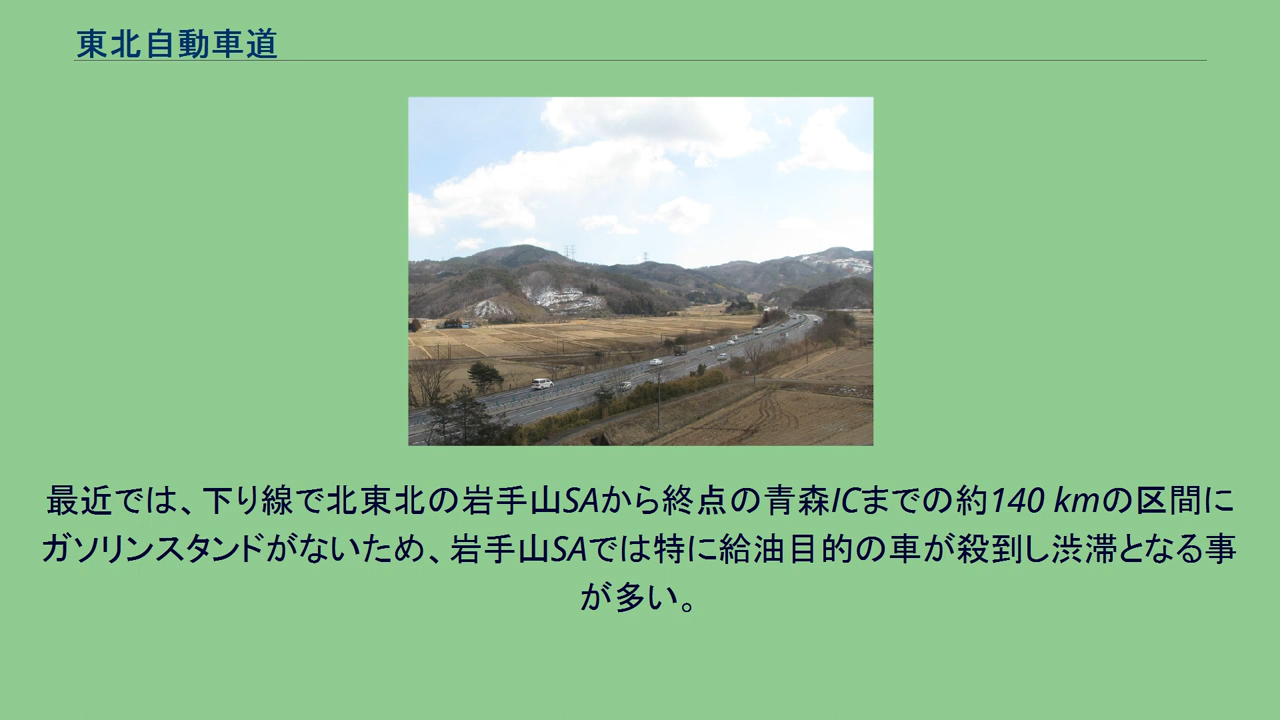 東北自動車道
最近では、下り線で北東北の岩手山SAから終点の青森ICまでの約140 kmの区間に
ガソリンスタンドがないため、岩手山SAでは特に給油目的の車が殺到し渋滞となる事
が多い。